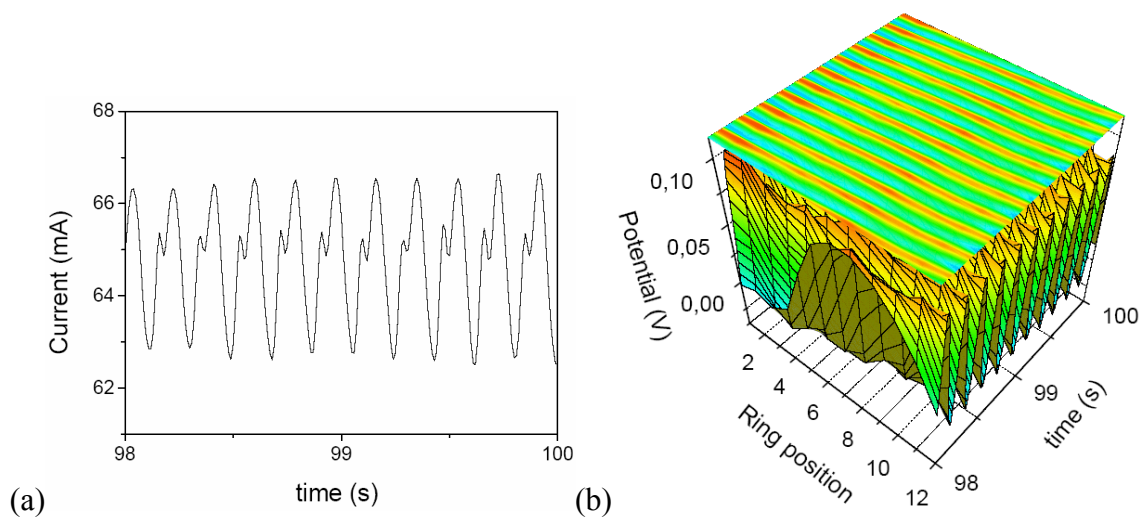 68
66
64
62
98
99
100
Current (mA)
time (s)
(a)
0,10
0,05
0,00
Potential (V)
2
4
6
8
10
12
Ring position
98
99
100
time (s)
(b)